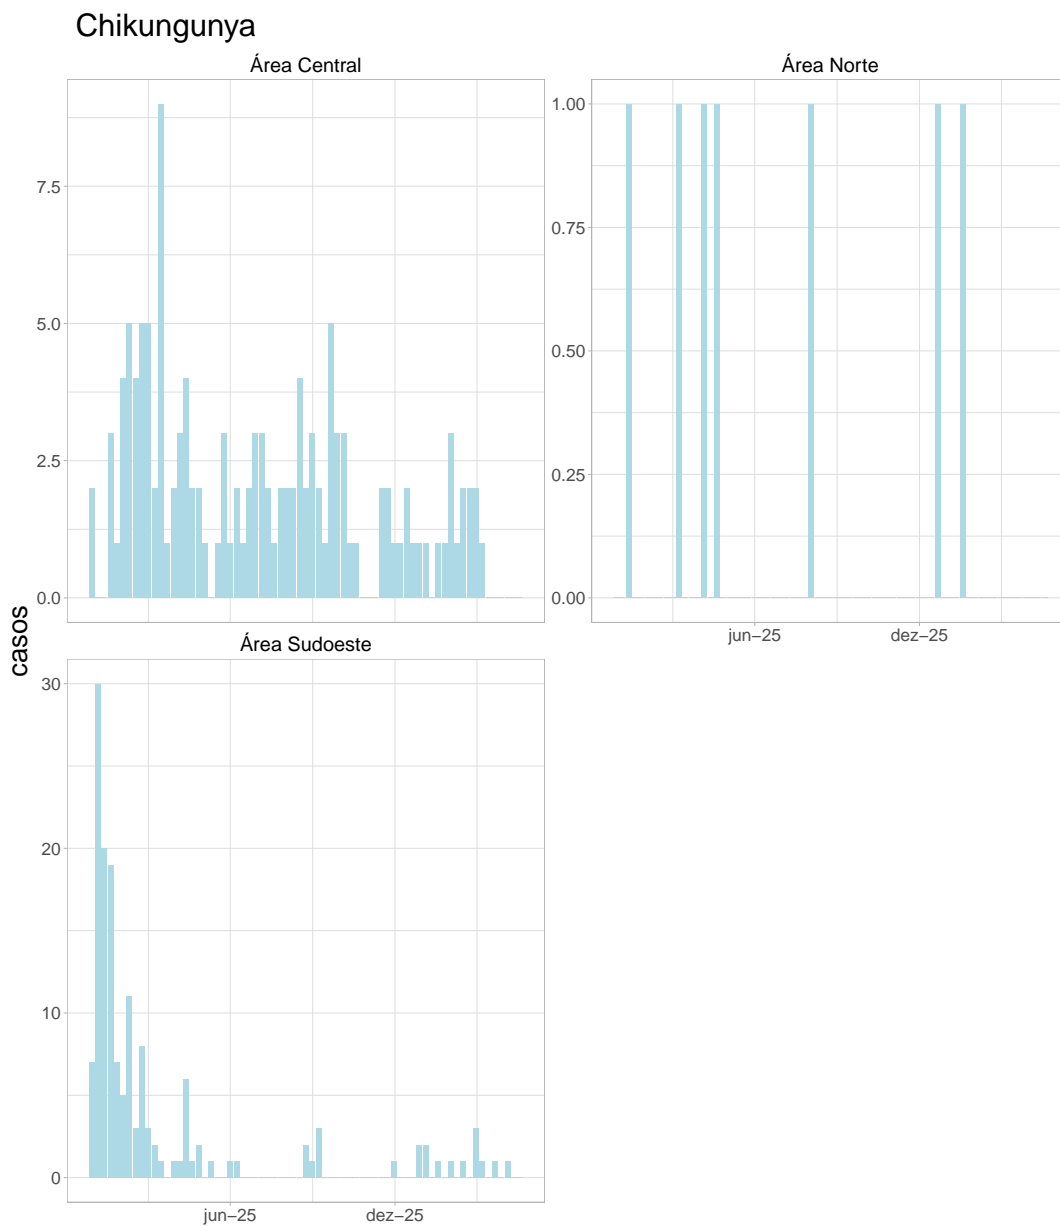 Chikungunya
Área Central
Área Norte
7.5
5.0
2.5
0.0
1.00
0.75
0.50
0.25
0.00
jun−25
dez−25
casos
Área Sudoeste
30
20
10
0
jun−25
dez−25